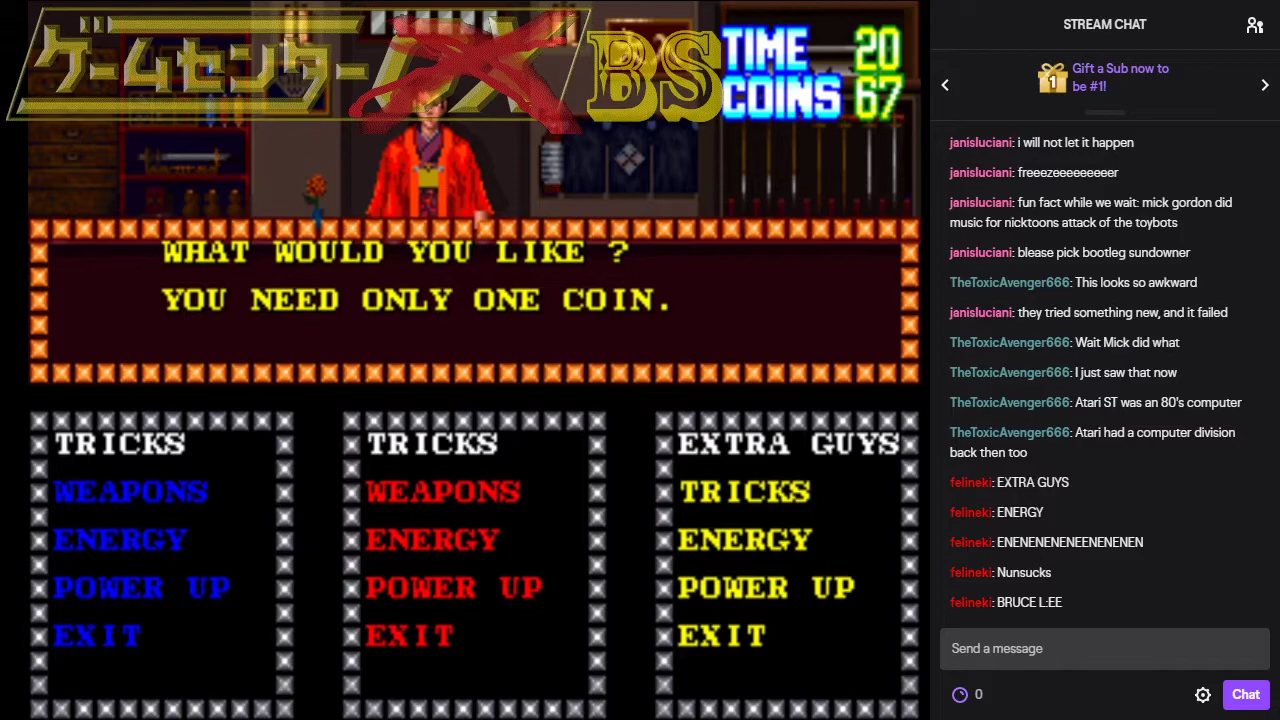 ゲームセンターCX BS
TIME 20
COINS 67
WHAT WOULD YOU LIKE ?
YOU NEED ONLY ONE COIN.
TRICKS
WEAPONS
ENERGY
POWER UP
EXIT
TRICKS
WEAPONS
ENERGY
POWER UP
EXIT
EXTRA GUYS
TRICKS
ENERGY
POWER UP
EXIT
STREAM CHAT
1
Gift a Sub now to
be #1!
janisluciani: i will not let it happen
janisluciani: freeezeeeeeeeer
janisluciani: fun fact while we wait: mick gordon did
music for nicktoons attack of the toybots
janisluciani: blease pick bootleg sundowner
TheToxicAvenger666: This looks so awkward
janisluciani: they tried something new, and it failed
TheToxicAvenger666: Wait Mick did what
TheToxicAvenger666: I just saw that now
TheToxicAvenger666: Atari ST was an 80's computer
TheToxicAvenger666: Atari had a computer division
back then too
felineki: EXTRA GUYS
felineki: ENERGY
felineki: ENENENENENEENENENEN
felineki: Nunsucks
felineki: BRUCE L:EE
Send a message
0
Chat